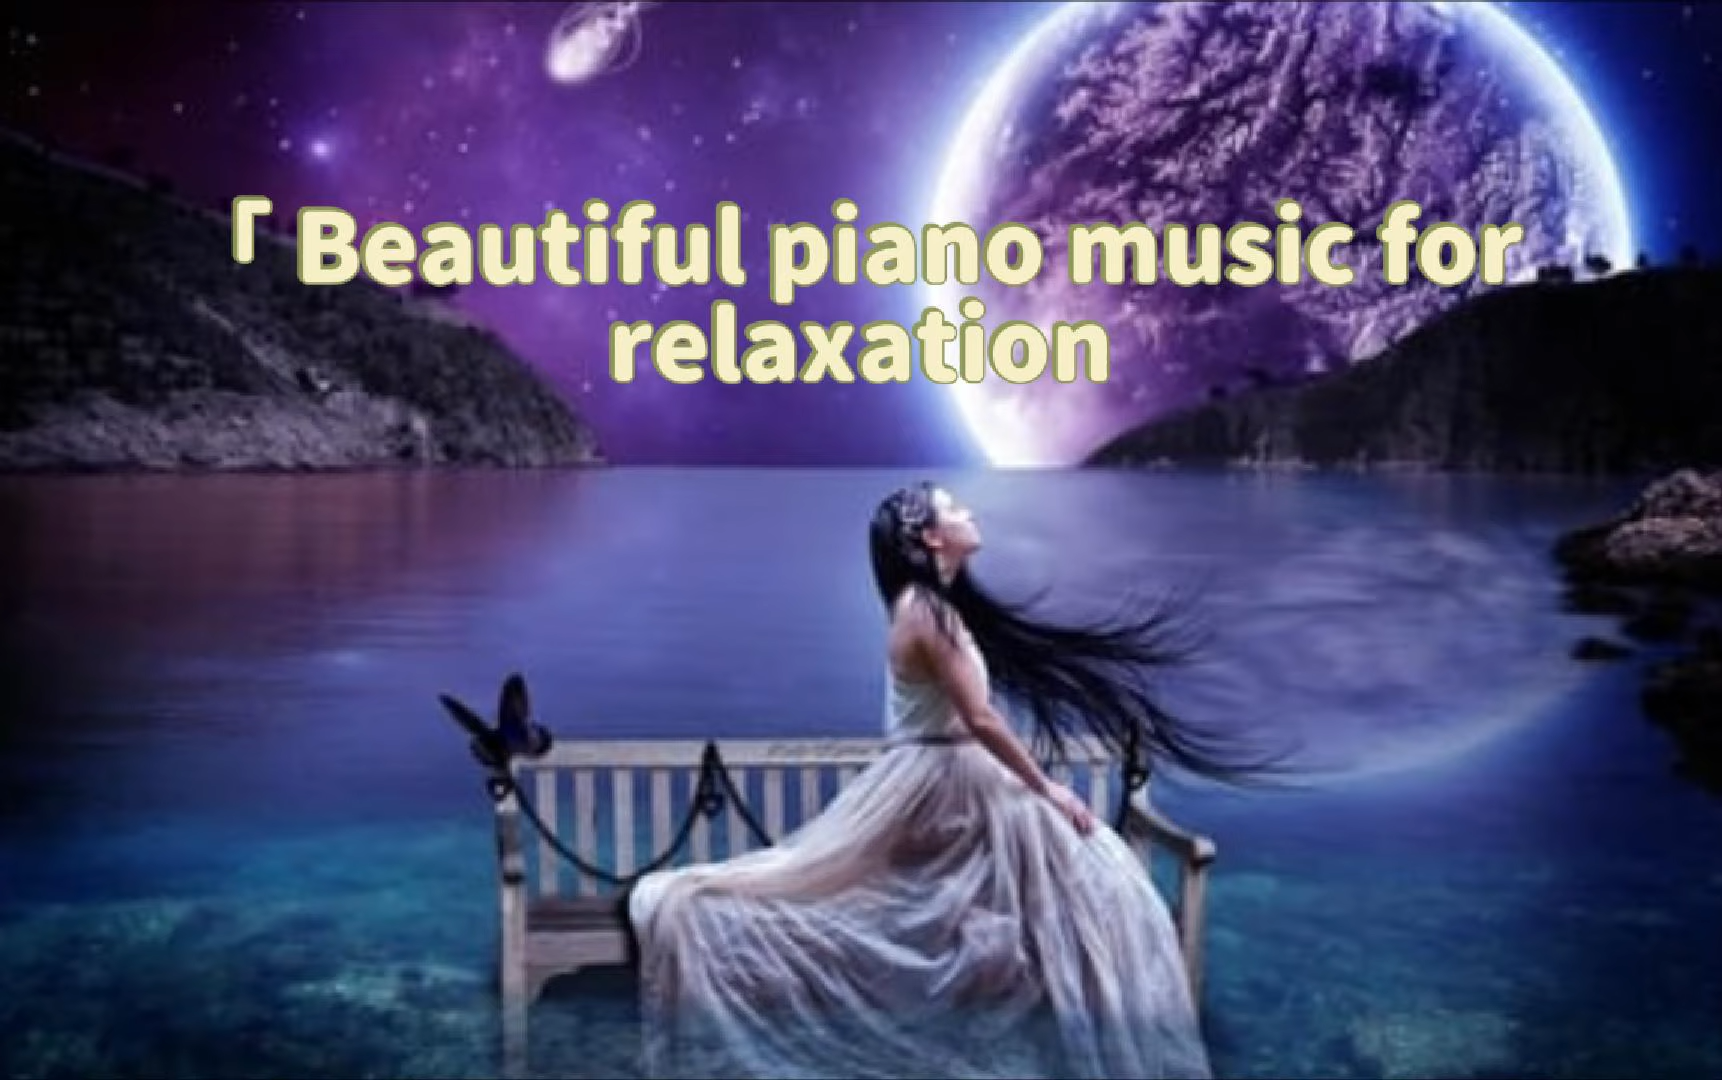 「 Beautiful piano music for
relaxation